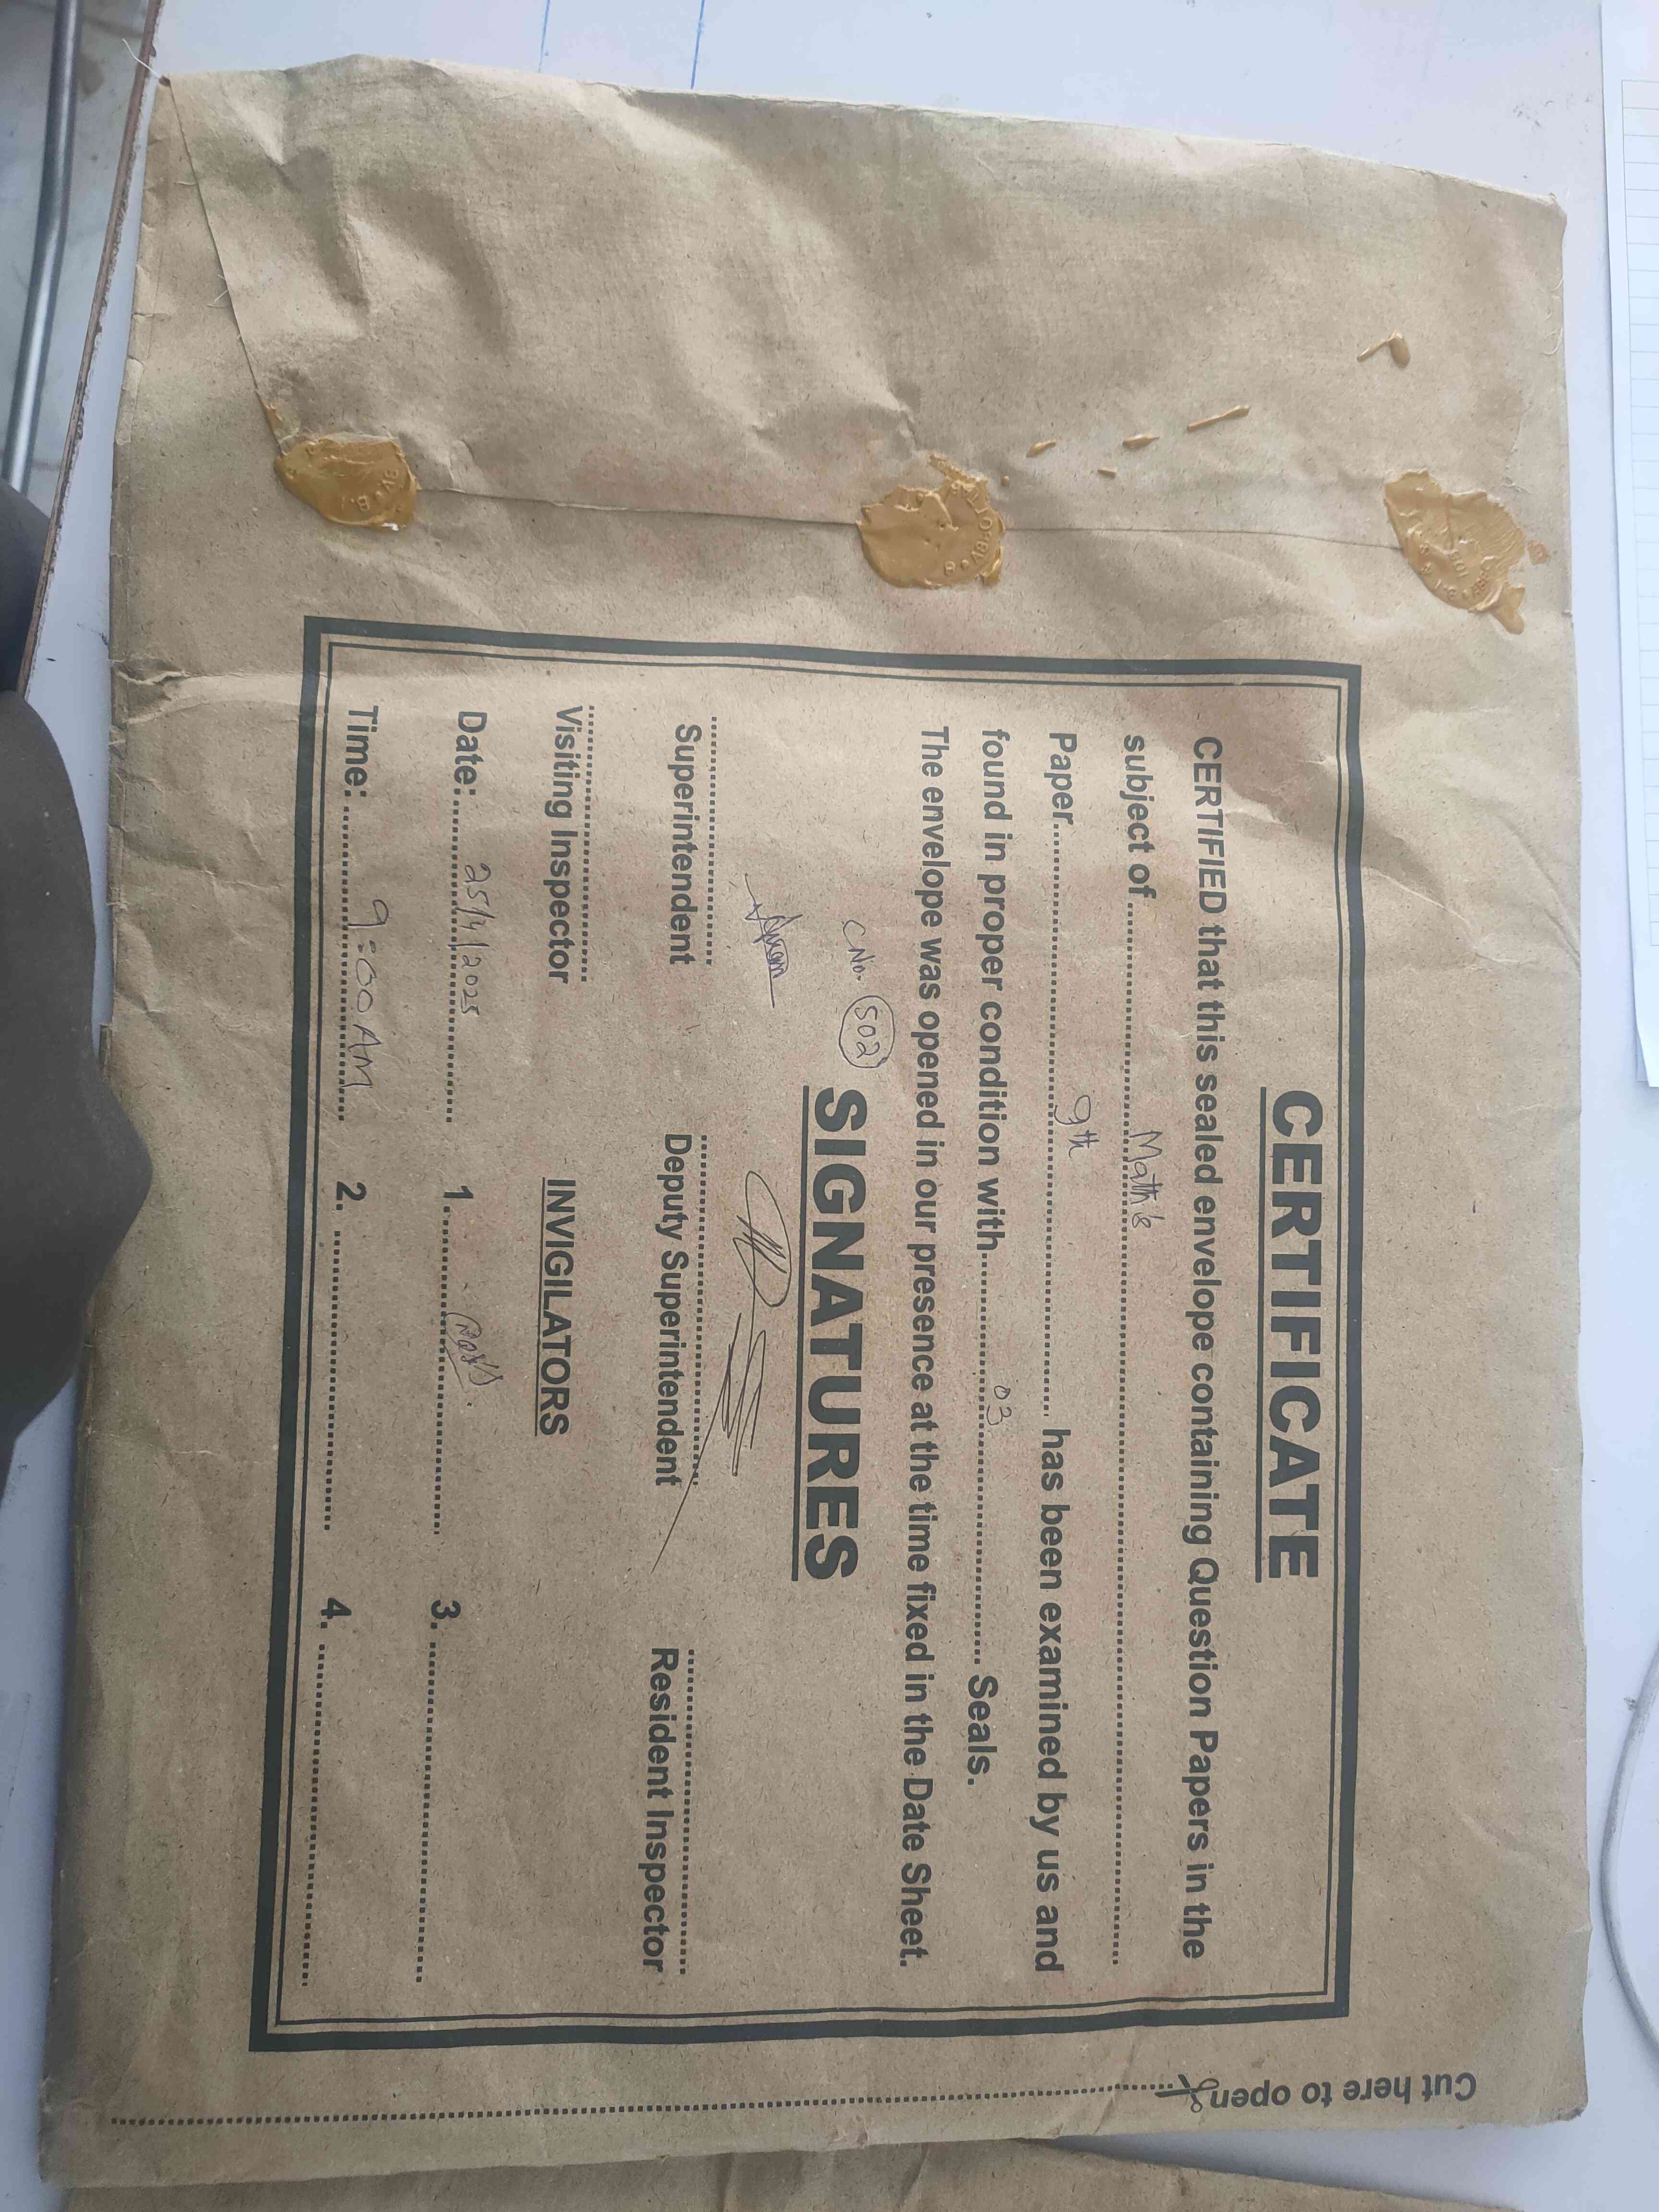 CERTIFICATE
CERTIFIED that this sealed envelope containing Question Papers in the
subject of.......... Math's ..........
Paper.......... 9th .......... has been examined by us and
found in proper condition with.......... 03 .......... Seals.
The envelope was opened in our presence at the time fixed in the Date Sheet.
CNo. 502
SIGNATURES
Superintendent Deputy Superintendent Resident Inspector
Visiting Inspector INVIGILATORS
Date:.......... 25/4/2025 .......... 1........... 3. ..........
Time: .......... 9:00 AM .......... 2. .......... 4. ..........
Cut here to open